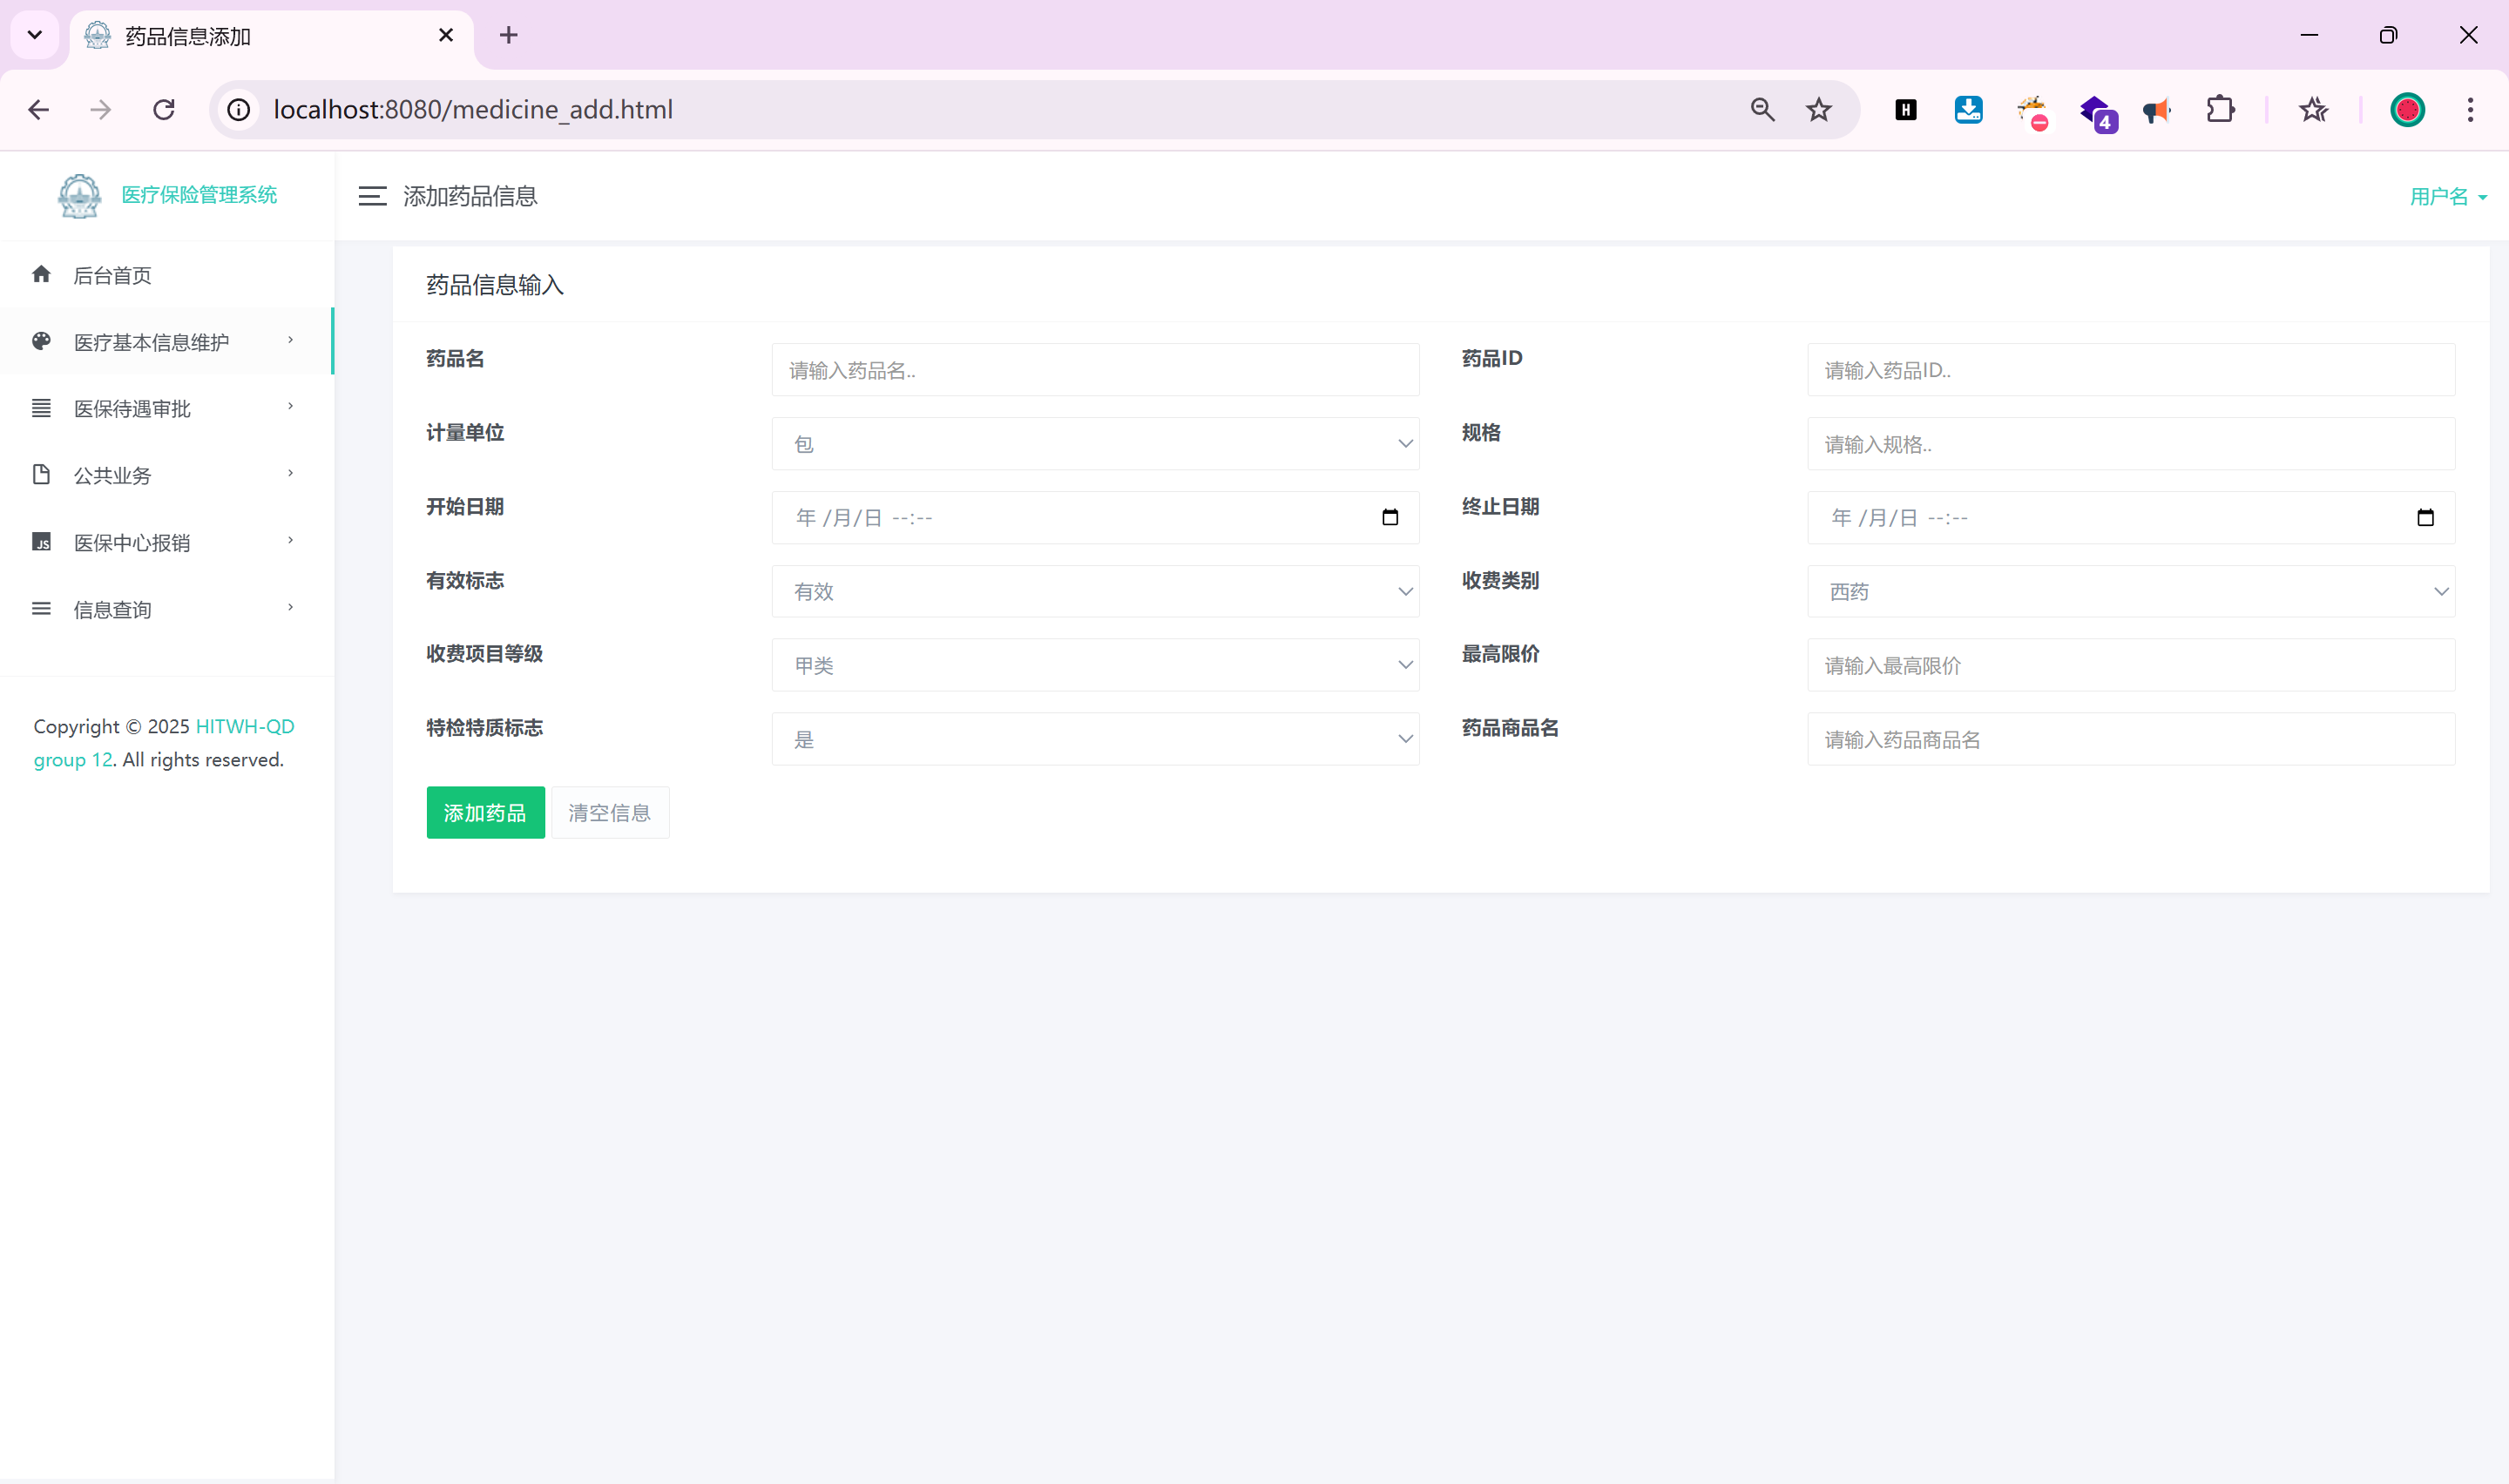 药品信息添加
localhost:8080/medicine_add.html
H
4
医疗保险管理系统
添加药品信息
用户名
后台首页
医疗基本信息维护
医保待遇审批
公共业务
JS 医保中心报销
信息查询
Copyright © 2025 HITWH-QD
group 12. All rights reserved.
药品信息输入
药品名 请输入药品名.. 药品ID 请输入药品ID..
计量单位 包 规格 请输入规格..
开始日期 年 /月/日 --:-- 终止日期 年 /月/日 --:--
有效标志 有效 收费类别 西药
收费项目等级 甲类 最高限价 请输入最高限价
特检特质标志 是 药品商品名 请输入药品商品名
添加药品 清空信息